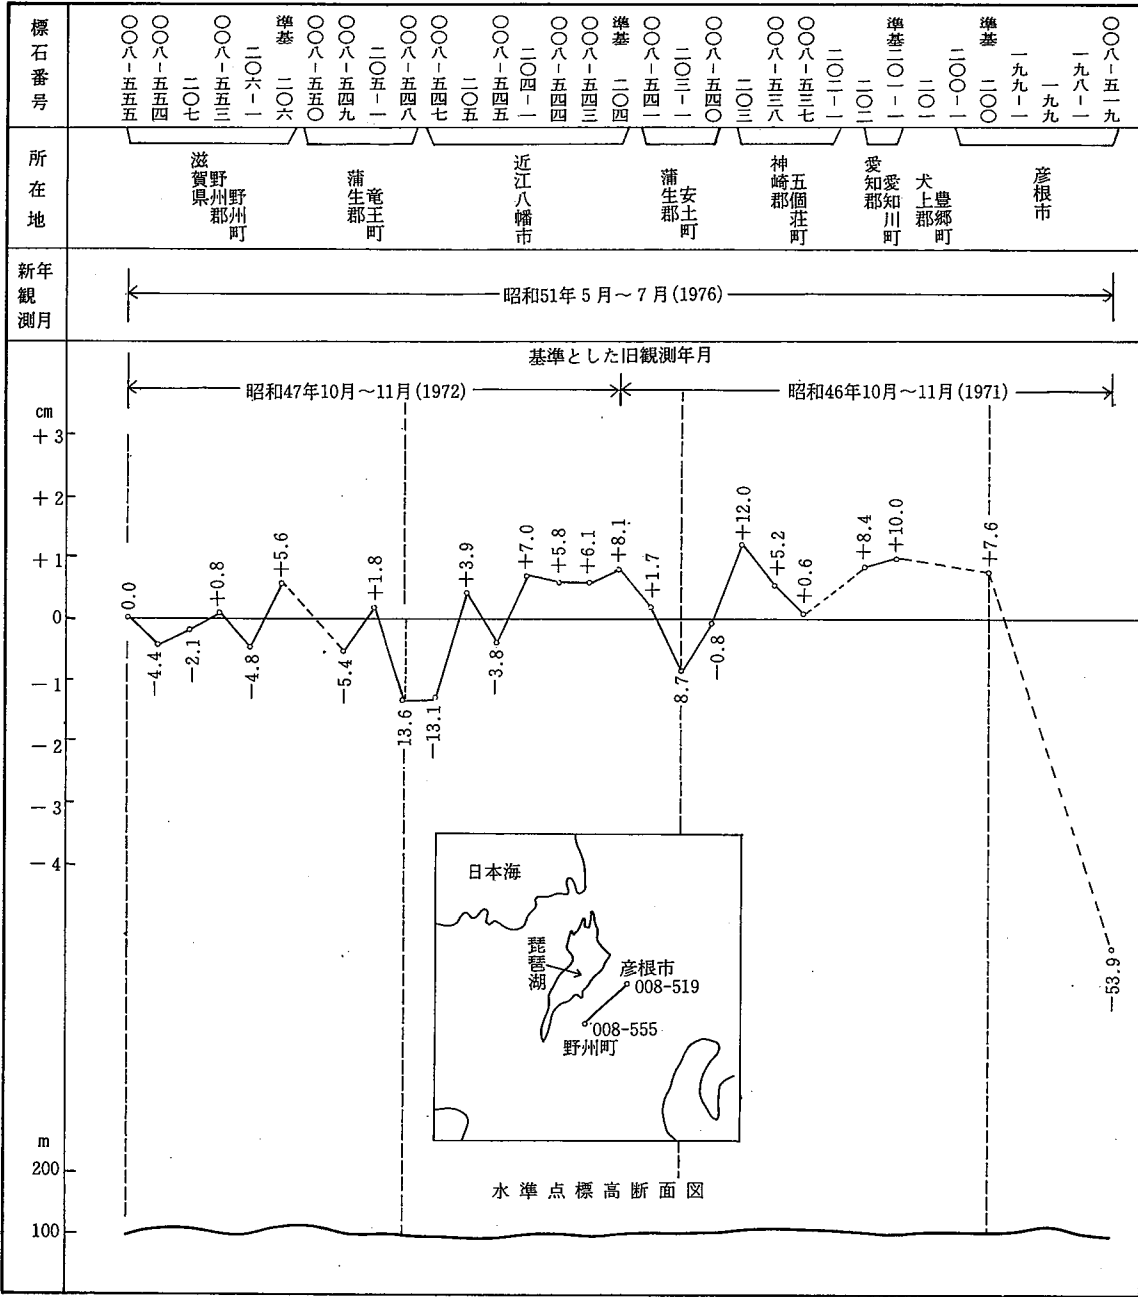 標石番号
〇〇八-五五五
〇〇八-五五四
二〇七
〇〇八-五五三
二〇六-一
準基 二〇六
〇〇八-五五〇
〇〇八-五四九
二〇五-一
〇〇八-五四八
〇〇八-五四七
二〇五
〇〇八-五四五
二〇四-一
〇〇八-五四四
〇〇八-五四三
準基 二〇四
〇〇八-五四一
二〇三-一
〇〇八-五四〇
二〇三
〇〇八-五三八
〇〇八-五三七
二〇二-一
二〇二
準基二〇一-一
二〇一
二〇〇-一
準基 二〇〇
一九九-一
一九九
一九八-一
〇〇八-五一九
所在地
滋賀県
野州郡
野州町
蒲生郡
竜王町
近江八幡市
蒲生郡
安土町
神崎郡
五個荘町
愛知郡
愛知川町
犬上郡
豊郷町
彦根市
新観測
年月
昭和51年5月～7月(1976)
基準とした旧観測年月
昭和47年10月～11月(1972)
昭和46年10月～11月(1971)
cm
+3
+2
+1
0
-1
-2
-3
-4
0.0
-4.4
-2.1
+0.8
-4.8
+5.6
-5.4
+1.8
13.6
-13.1
+3.9
-3.8
+7.0
+5.8
+6.1
+8.1
+1.7
8.7
-0.8
+12.0
+5.2
+0.6
+8.4
+10.0
+7.6
-53.9
日本海
琵琶湖
彦根市
008-519
008-555
野州町
m
200
100
水準点標高断面図